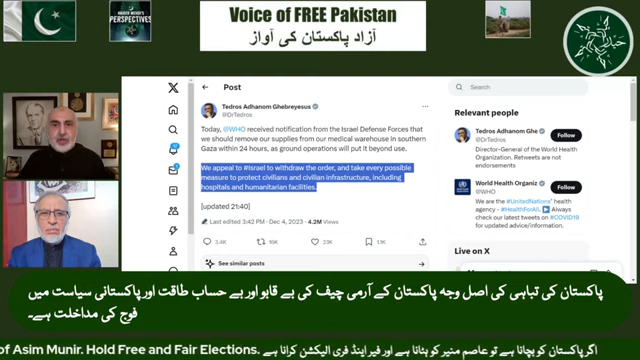 HAIDER MEHDI'S
PERSPECTIVES
Voice of FREE Pakistan
آزاد پاکستان کی آواز
Post
Search
Tedros Adhanom Ghebreyesus
@DrTedros
Today, @WHO received notification from the Israel Defense Forces that
we should remove our supplies from our medical warehouse in southern
Gaza within 24 hours, as ground operations will put it beyond use.
We appeal to #Israel to withdraw the order, and take every possible
measure to protect civilians and civilian infrastructure, including
hospitals and humanitarian facilities.
[updated 21:40]
Last edited 3:42 PM · Dec 4, 2023 · 4.2M Views
3.4K 16K 23K 1.1K
See similar posts
Relevant people
Tedros Adhanom Ghe
@DrTedros
Follow
Director-General of the World Health
Organization. Retweets are not
endorsements
World Health Organiz
@WHO
Follow
We are the #UnitedNations' health
agency - #HealthForAll. Always
check our latest tweets on #COVID19
for updated advice/information.
Live on X
پاکستان کی تباہی کی اصل وجہ پاکستان کے آرمی چیف کی بے قابو اور بے حساب طاقت اور پاکستانی سیاست میں
فوج کی مداخلت ہے۔
of Asim Munir. Hold Free and Fair Elections. اگر پاکستان کو بچانا ہے تو عاصم منیر کو ہٹانا ہے اور فیر اینڈ فری الیکشن کرانا ہے